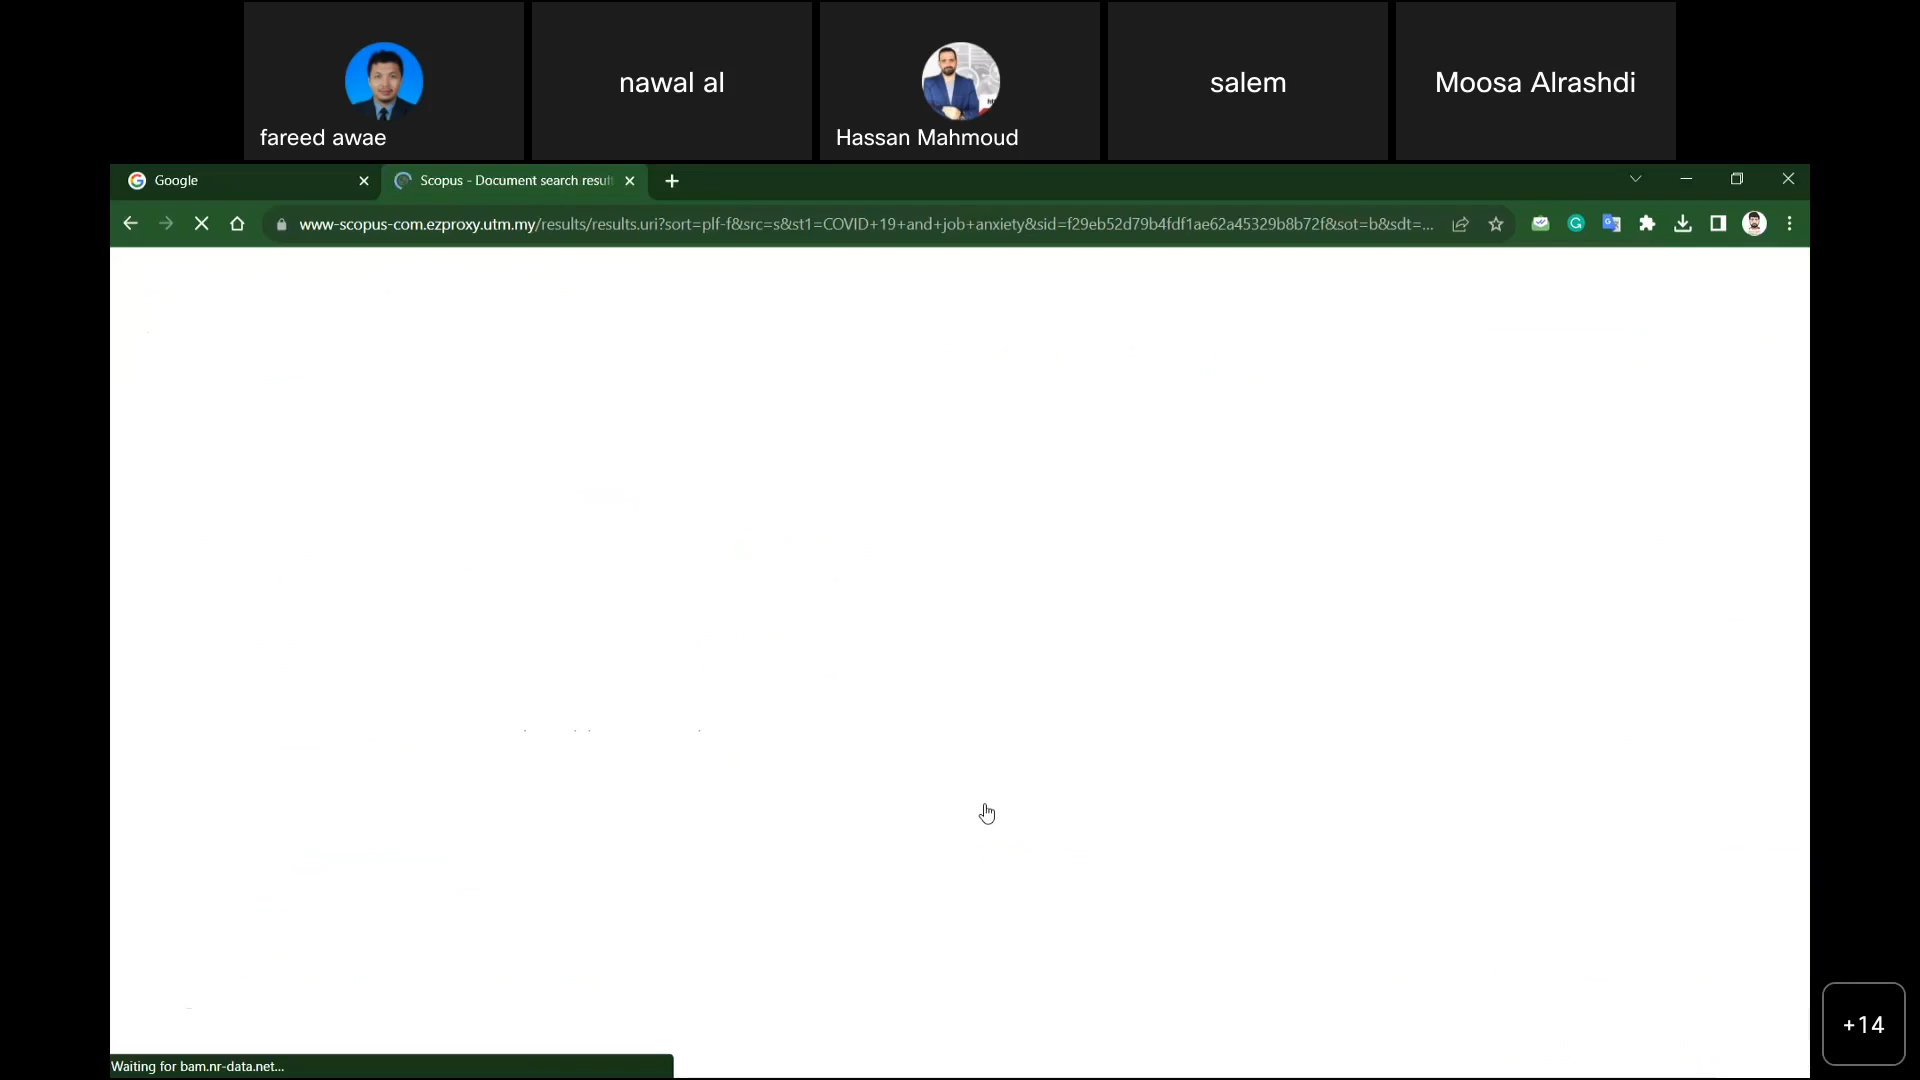 nawal al
salem
Moosa Alrashdi
fareed awae
Hassan Mahmoud
Google
Scopus - Document search resul
www-scopus-com.ezproxy.utm.my/results/results.uri?sort=plf-f&src=s&st1=COVID+19+and+job+anxiety&sid=f29eb52d79b4fdf1ae62a45329b8b72f&sot=b&sdt=...
+14
Waiting for bam.nr-data.net...